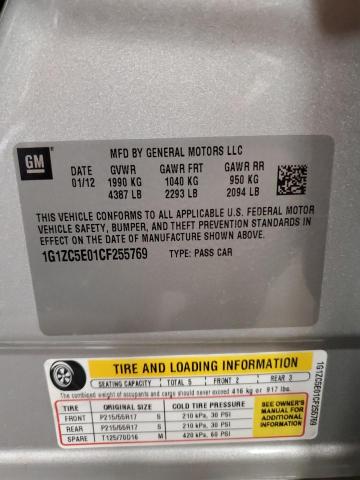 GM
MFD BY GENERAL MOTORS LLC
DATE GVWR GAWR FRT GAWR RR
01/12 1990 KG 1040 KG 950 KG
4387 LB 2293 LB 2094 LB
THIS VEHICLE CONFORMS TO ALL APPLICABLE U.S. FEDERAL MOTOR
VEHICLE SAFETY, BUMPER, AND THEFT PREVENTION STANDARDS
IN EFFECT ON THE DATE OF MANUFACTURE SHOWN ABOVE.
1G1ZC5E01CF255769 TYPE: PASS CAR
TIRE AND LOADING INFORMATION
SEATING CAPACITY TOTAL 5 FRONT 2 REAR 3
The combined weight of occupants and cargo should never exceed 416 kg or 917 lbs.
TIRE ORIGINAL SIZE COLD TIRE PRESSURE
FRONT P215/55R17 S 210 kPa, 30 PSI
REAR P215/55R17 S 210 kPa, 30 PSI
SPARE T125/70D16 M 420 kPa, 60 PSI
SEE OWNER'S
MANUAL FOR
ADDITIONAL
INFORMATION
1G1ZC5E01CF255769